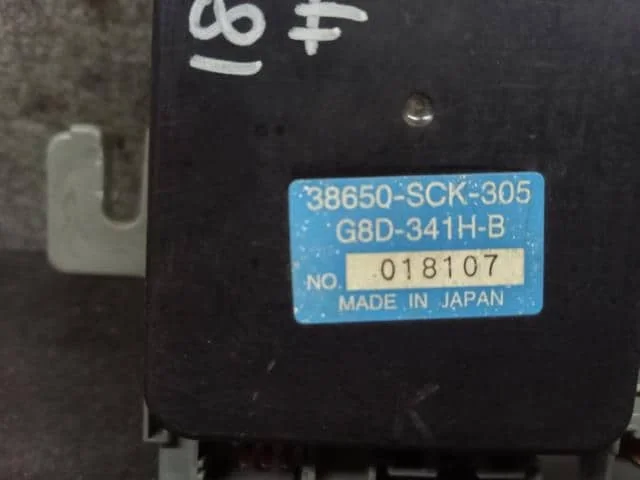 38650-SCK-305
G8D-341H-B
NO. 018107
MADE IN JAPAN